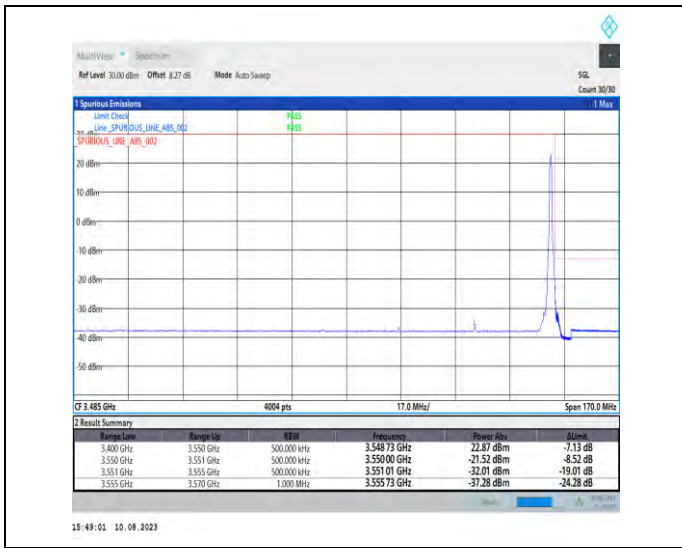 MultiView Spectrum
Ref Level 30.00 dBm Offset 8.27 dB Mode Auto Sweep SGL
Count 30/30
1 Spurious Emissions 1 Max
Limit Check PASS
Line _SPURIOUS_LINE_ABS_002 PASS
_SPURIOUS_LINE_ABS_002
20 dBm
10 dBm
0 dBm
-10 dBm
-20 dBm
-30 dBm
-40 dBm
-50 dBm
CF 3.485 GHz 4004 pts 17.0 MHz/ Span 170.0 MHz
2 Result Summary
Range Low Range Up RBW Frequency Power Abs ΔLimit
3.400 GHz 3.550 GHz 500.000 kHz 3.548 73 GHz 22.87 dBm -7.13 dB
3.550 GHz 3.551 GHz 500.000 kHz 3.550 00 GHz -21.52 dBm -8.52 dB
3.551 GHz 3.555 GHz 500.000 kHz 3.551 01 GHz -32.01 dBm -19.01 dB
3.555 GHz 3.570 GHz 1.000 MHz 3.555 73 GHz -37.28 dBm -24.28 dB
15:49:01 10.08.2023